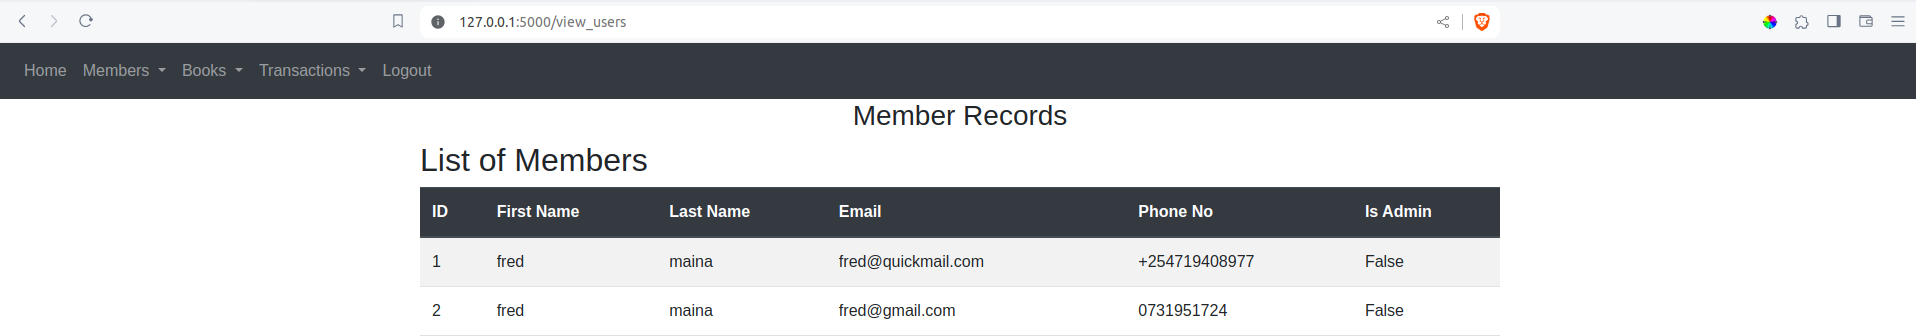 127.0.0.1:5000/view_users
Home Members Books Transactions Logout
Member Records
List of Members
ID First Name Last Name Email Phone No Is Admin
1 fred maina fred@quickmail.com +254719408977 False
2 fred maina fred@gmail.com 0731951724 False